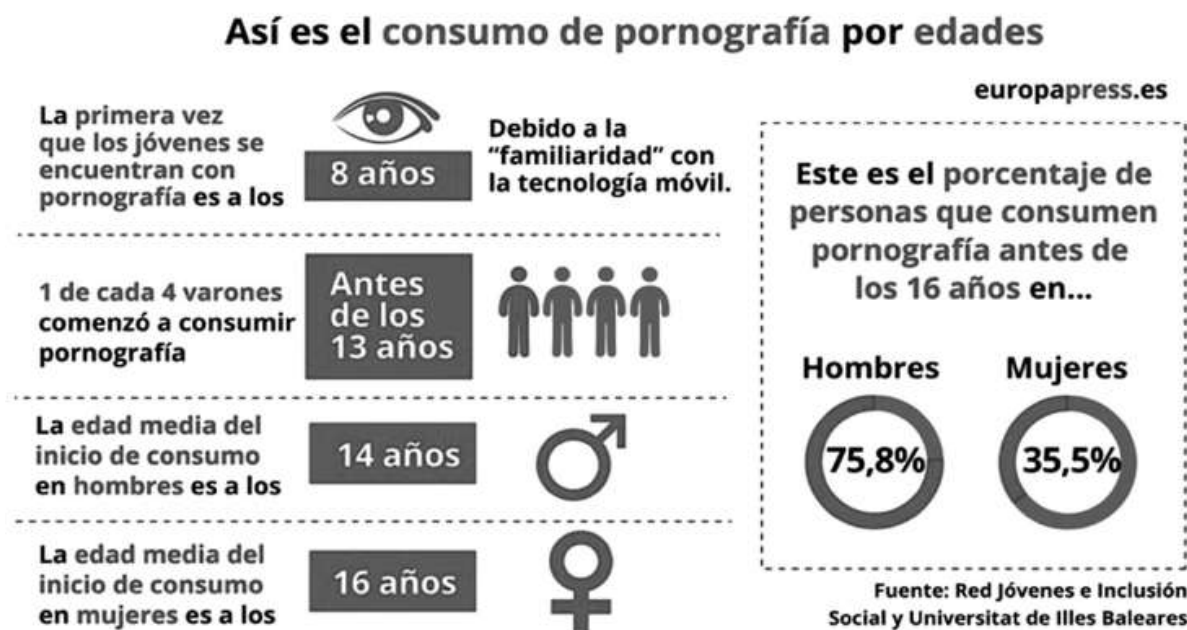 Así es el consumo de pornografía por edades
europapress.es
La primera vez
que los jóvenes se
encuentran con
pornografía es a los
8 años
Debido a la
“familiaridad” con
la tecnología móvil.
1 de cada 4 varones
comenzó a consumir
pornografía
Antes
de los
13 años
La edad media del
inicio de consumo
en hombres es a los
14 años
La edad media del
inicio de consumo
en mujeres es a los
16 años
Este es el porcentaje de
personas que consumen
pornografía antes de
los 16 años en...
Hombres
75,8%
Mujeres
35,5%
Fuente: Red Jóvenes e Inclusión
Social y Universitat de Illes Baleares